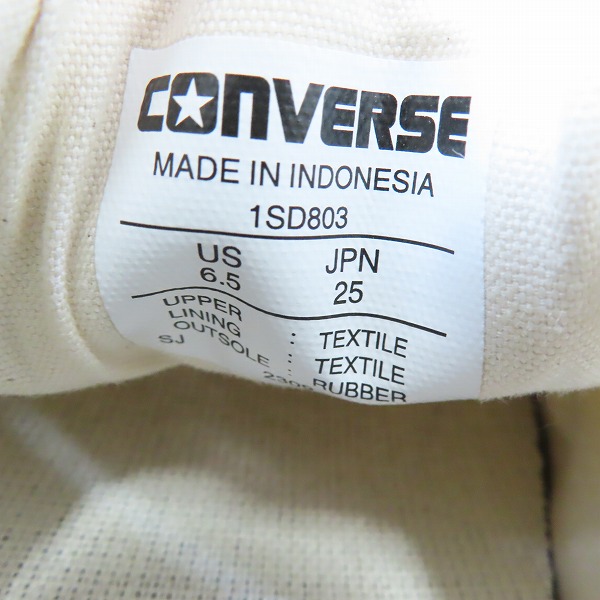 CONVERSE
MADE IN INDONESIA
1SD803
US JPN
6.5 25
UPPER : TEXTILE
LINING : TEXTILE
OUTSOLE : RUBBER
SJ